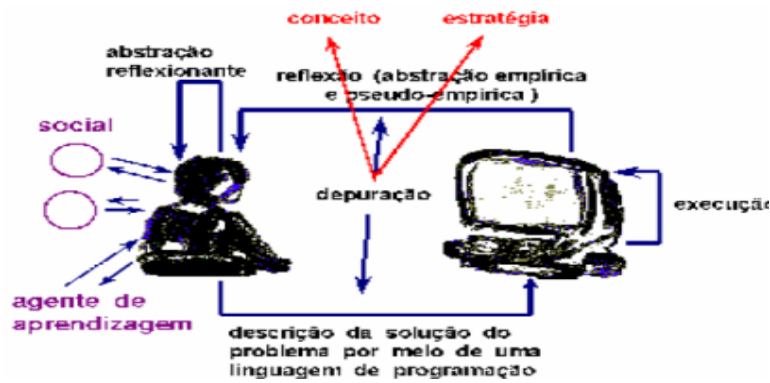 conceito
estratégia
abstração
reflexionante
reflexão (abstração empírica
e pseudo-empírica)
social
depuração
execução
agente de
aprendizagem
descrição da solução do
problema por meio de uma
linguagem de programação